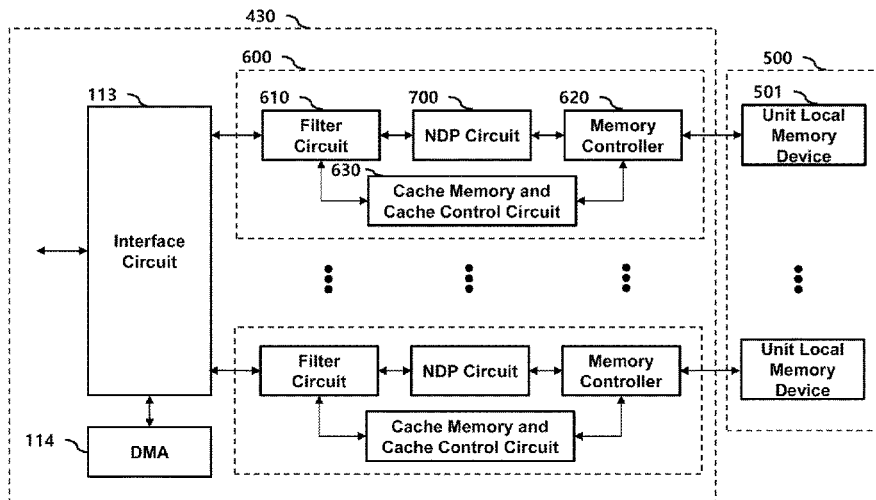 430
600
500
113
610
700
620
501
Filter
Circuit
NDP Circuit
Memory
Controller
Unit Local
Memory
Device
630
Cache Memory and
Cache Control Circuit
Interface
Circuit
Filter
Circuit
NDP Circuit
Memory
Controller
Unit Local
Memory
Device
Cache Memory and
Cache Control Circuit
114
DMA